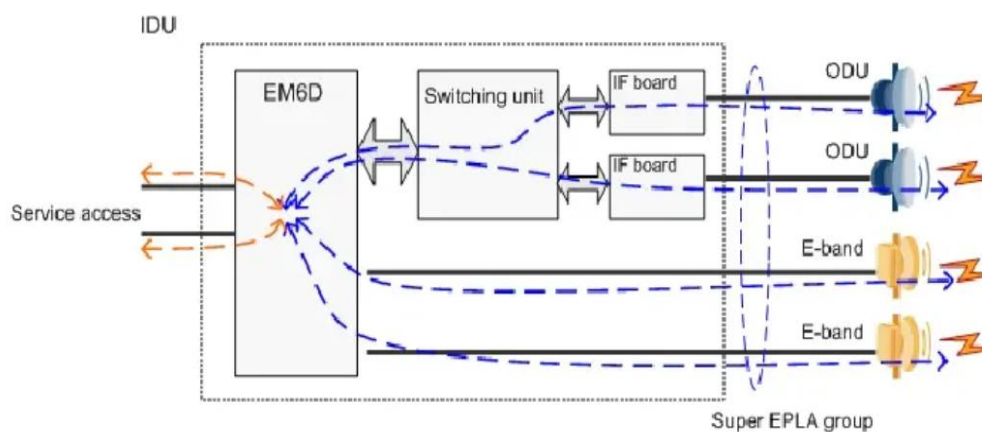 IDU
EM6D
Switching unit
IF board
ODU
IF board
ODU
Service access
E-band
E-band
Super EPLA group